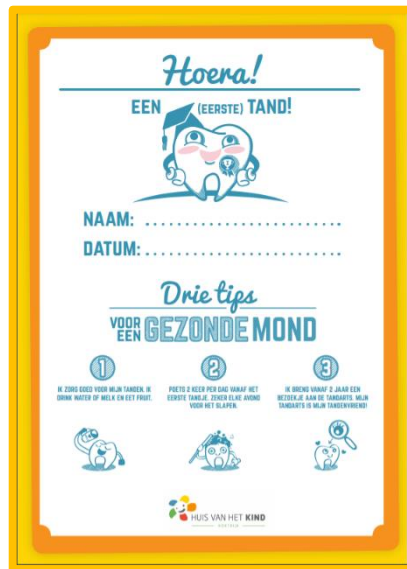 Hoera!
EEN (EERSTE) TAND!
NAAM: ........................
DATUM: ........................
Drie tips
VOOR EEN GEZONDE MOND
1
IK ZORG GOED VOOR MIJN TANDEN. IK
DRINK WATER OF MELK EN EET FRUIT.
2
POETS 2 KEER PER DAG VANAF HET
EERSTE TANDJE. ZEKER ELKE AVOND
VOOR HET SLAPEN.
3
IK BRENG VANAF 2 JAAR EEN
BEZOEKJE AAN DE TANDARTS. MIJN
TANDARTS IS MIJN TANDENVRIEND!
HUIS VAN HET KIND